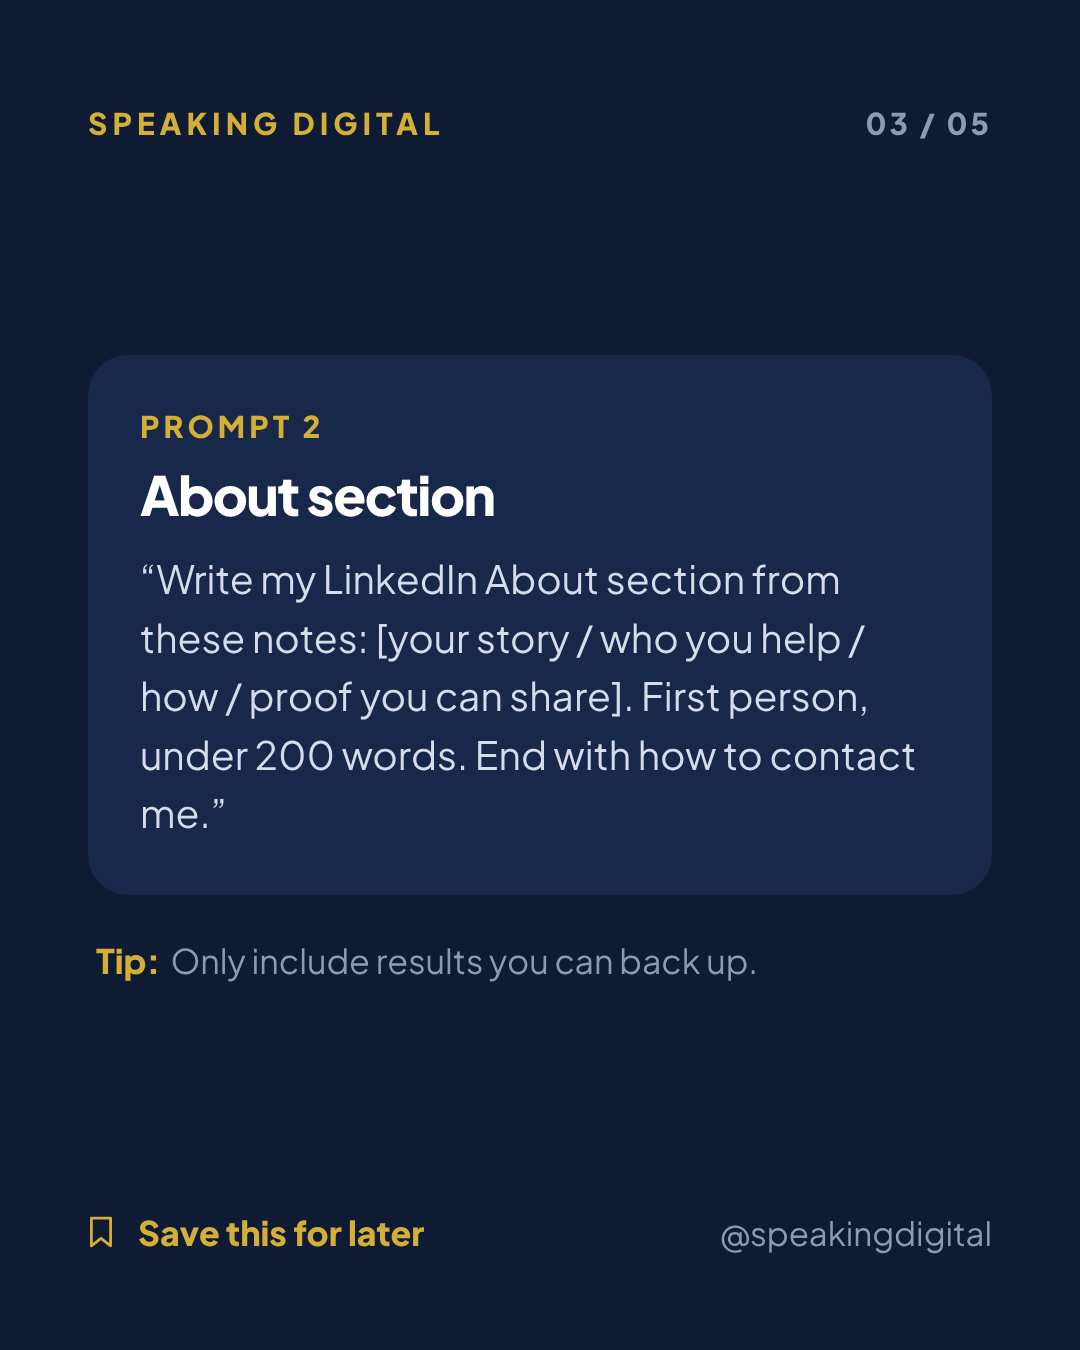 SPEAKING DIGITAL
03 / 05
PROMPT 2
About section
“Write my LinkedIn About section from
these notes: [your story / who you help /
how / proof you can share]. First person,
under 200 words. End with how to contact
me.”
Tip: Only include results you can back up.
Save this for later
@speakingdigital